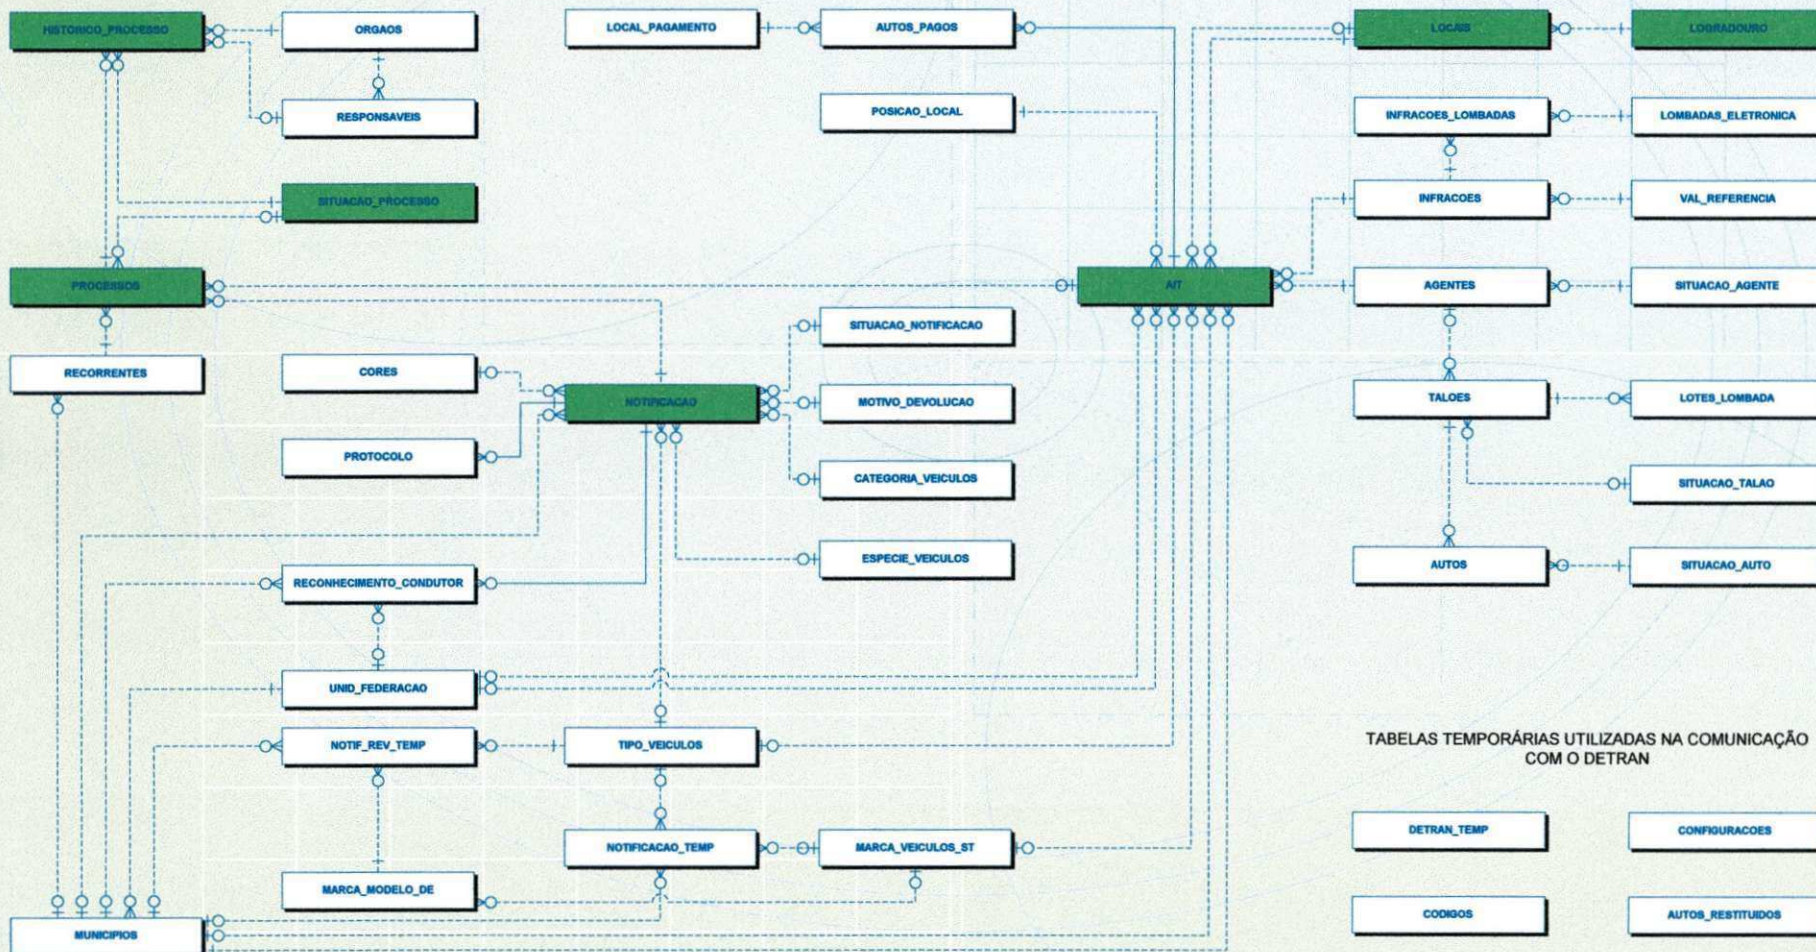 HISTORICO_PROCESSO
ORGAOS
LOCAL_PAGAMENTO
AUTOS_PAGOS
LOCAIS
LOGRADOURO
RESPONSAVEIS
POSICAO_LOCAL
INFRACOES_LOMBADAS
LOMBADAS_ELETRONICA
SITUACAO_PROCESSO
INFRACOES
VAL_REFERENCIA
PROCESSOS
AIT
AGENTES
SITUACAO_AGENTE
SITUACAO_NOTIFICACAO
RECORRENTES
CORES
NOTIFICACAO
MOTIVO_DEVOLUCAO
TALOES
LOTES_LOMBADA
PROTOCOLO
CATEGORIA_VEICULOS
SITUACAO_TALAO
ESPECIE_VEICULOS
AUTOS
SITUACAO_AUTO
RECONHECIMENTO_CONDUTOR
UNID_FEDERACAO
NOTIF_REV_TEMP
TIPO_VEICULOS
TABELAS TEMPORÁRIAS UTILIZADAS NA COMUNICAÇÃO
COM O DETRAN
NOTIFICACAO_TEMP
MARCA_VEICULOS_ST
DETRAN_TEMP
CONFIGURACOES
MARCA_MODELO_DE
CODIGOS
AUTOS_RESTITUIDOS
MUNICIPIOS